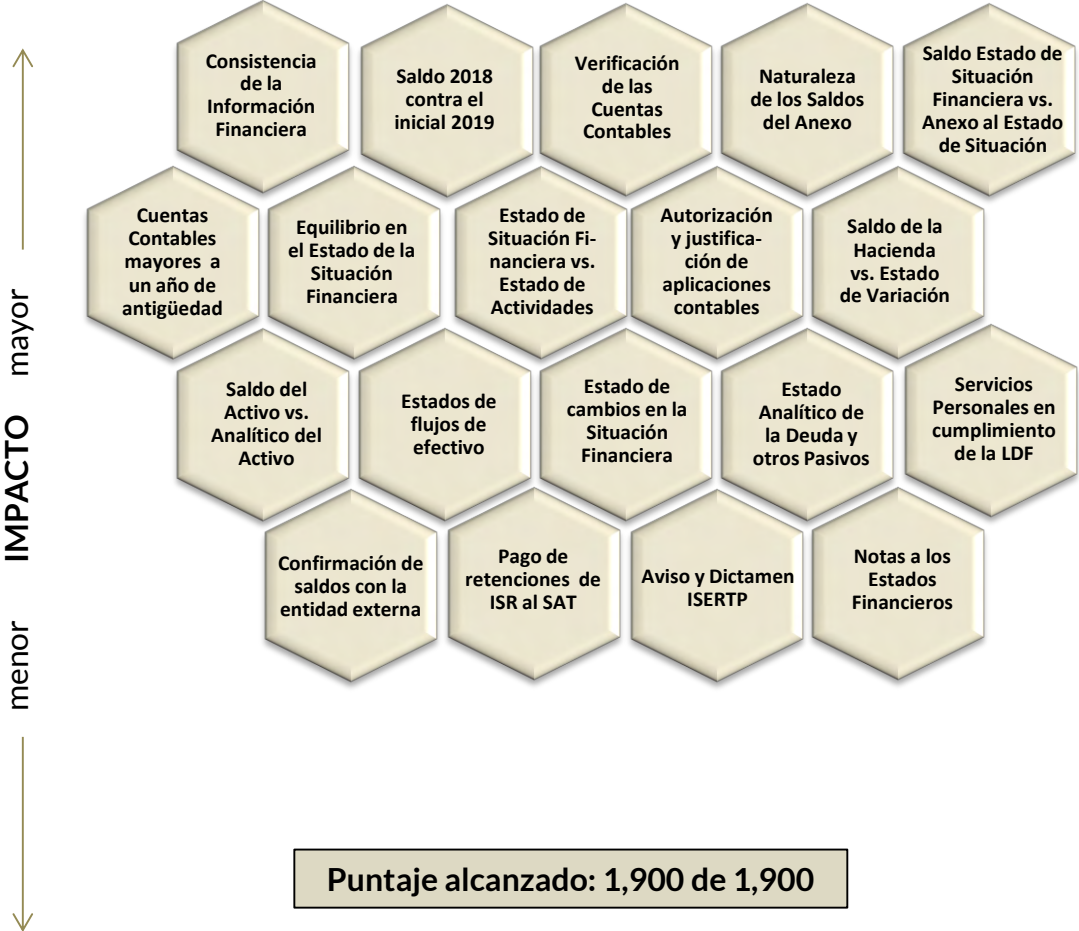 Consistencia
de la
Información
Financiera
Saldo 2018
contra el
inicial 2019
Verificación
de las
Cuentas
Contables
Naturaleza
de los Saldos
del Anexo
Saldo Estado de
Situación
Financiera vs.
Anexo al Estado
de Situación
Cuentas
Contables
mayores a
un año de
antigüedad
Equilibrio en
el Estado de la
Situación
Financiera
Estado de
Situación Fi-
nanciera vs.
Estado de
Actividades
Autorización
y justifica-
ción de
aplicaciones
contables
Saldo de la
Hacienda
vs. Estado
de Variación
Saldo del
Activo vs.
Analítico del
Activo
Estados de
flujos de
efectivo
Estado de
cambios en la
Situación
Financiera
Estado
Analítico de
la Deuda y
otros Pasivos
Servicios
Personales en
cumplimiento
de la LDF
Confirmación de
saldos con la
entidad externa
Pago de
retenciones de
ISR al SAT
Aviso y Dictamen
ISERTP
Notas a los
Estados
Financieros
menor IMPACTO mayor
Puntaje alcanzado: 1,900 de 1,900